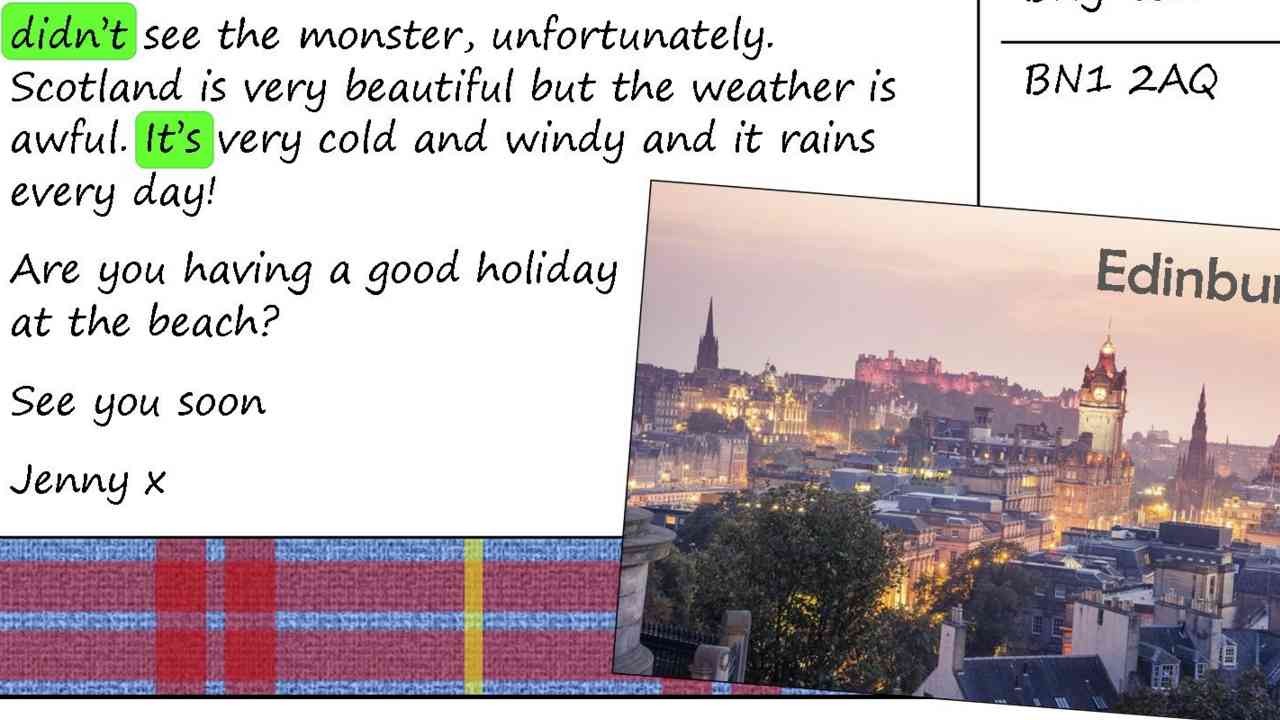 didn't see the monster, unfortunately.
Scotland is very beautiful but the weather is
awful. It's very cold and windy and it rains
every day!
Are you having a good holiday
at the beach?
See you soon
Jenny x
BN1 2AQ